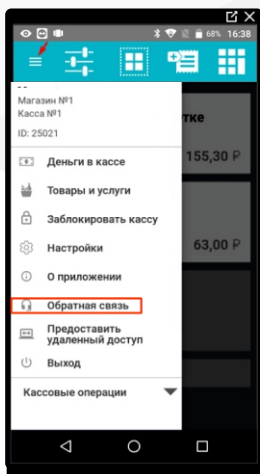 68% 16:38
Магазин №1
Касса №1
ID: 25021
тке
Деньги в кассе
155,30 ₽
Товары и услуги
Заблокировать кассу
Настройки
63,00 ₽
О приложении
Обратная связь
Предоставить
удаленный доступ
Выход
Кассовые операции